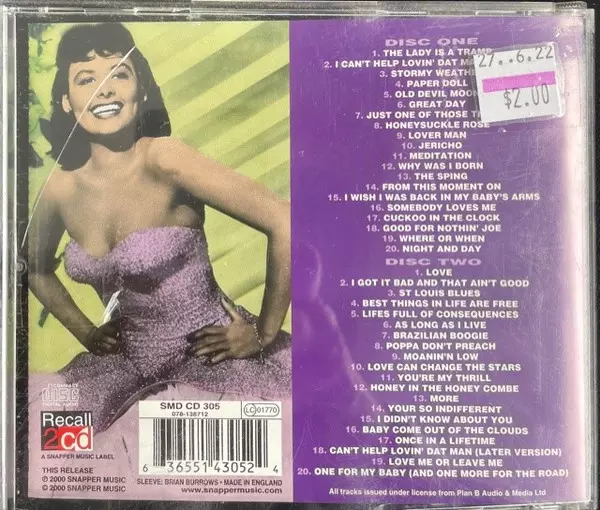 DISC ONE
1. THE LADY IS A TRAMP
2. I CAN'T HELP LOVIN' DAT MA
3. STORMY WEATHE
4. PAPER DOLL
5. OLD DEVIL MOO
6. GREAT DAY
7. JUST ONE OF THOSE T
8. HONEYSUCKLE ROSE
9. LOVER MAN
10. JERICHO
11. MEDITATION
12. WHY WAS I BORN
13. THE SPING
14. FROM THIS MOMENT ON
15. I WISH I WAS BACK IN MY BABY'S ARMS
16. SOMEBODY LOVES ME
17. CUCKOO IN THE CLOCK
18. GOOD FOR NOTHIN' JOE
19. WHERE OR WHEN
20. NIGHT AND DAY
27..6.22
$2.00
DISC TWO
1. LOVE
2. I GOT IT BAD AND THAT AIN'T GOOD
3. ST LOUIS BLUES
4. BEST THINGS IN LIFE ARE FREE
5. LIFES FULL OF CONSEQUENCES
6. AS LONG AS I LIVE
7. BRAZILIAN BOOGIE
8. POPPA DON'T PREACH
9. MOANIN'N LOW
10. LOVE CAN CHANGE THE STARS
11. YOU'RE MY THRILL
12. HONEY IN THE HONEY COMBE
13. MORE
14. YOUR SO INDIFFERENT
15. I DIDN'T KNOW ABOUT YOU
16. BABY COME OUT OF THE CLOUDS
17. ONCE IN A LIFETIME
18. CAN'T HELP LOVIN' DAT MAN (LATER VERSION)
19. LOVE ME OR LEAVE ME
20. ONE FOR MY BABY (AND ONE MORE FOR THE ROAD)
All tracks issued under license from Plan B Audio & Media Ltd
COMPACT
disc
DIGITAL AUDIO
Recall
2cd
A SNAPPER MUSIC LABEL
THIS RELEASE
℗ 2000 SNAPPER MUSIC
© 2000 SNAPPER MUSIC
SMD CD 305
076-138712
LC 01770
6 36551 43052 4
SLEEVE: BRIAN BURROWS • MADE IN ENGLAND
www.snappermusic.com